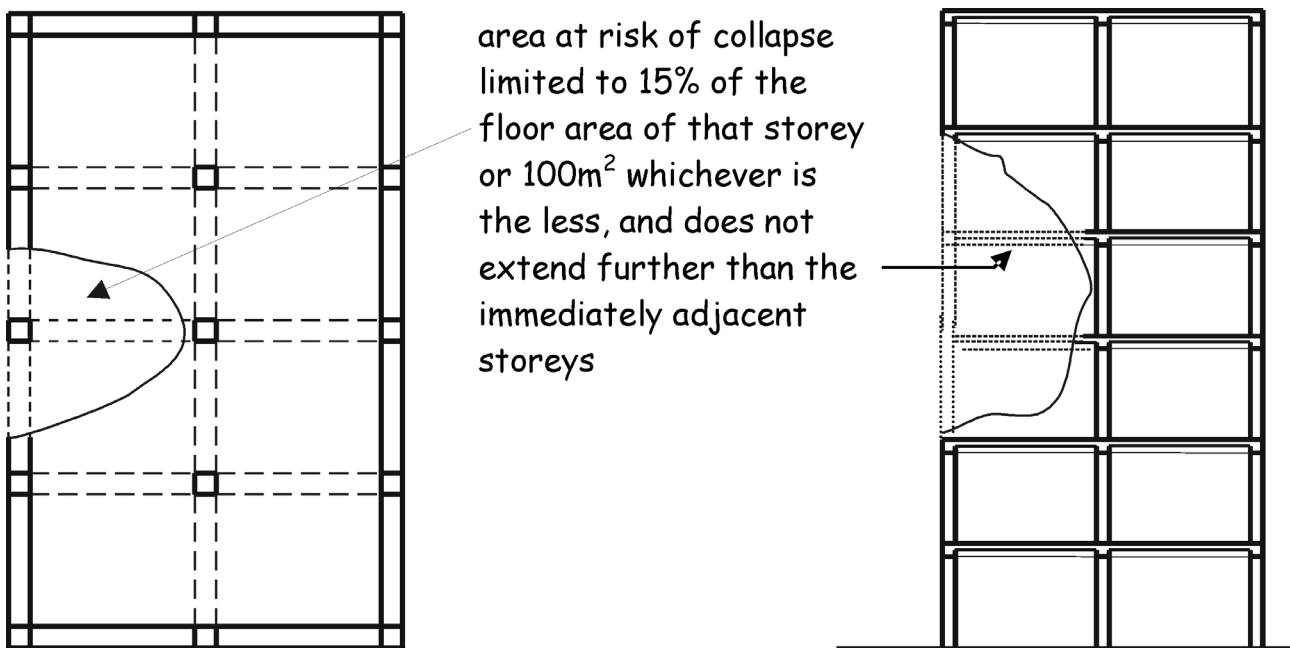 area at risk of collapse
limited to 15% of the
floor area of that storey
or 100m² whichever is
the less, and does not
extend further than the
immediately adjacent
storeys